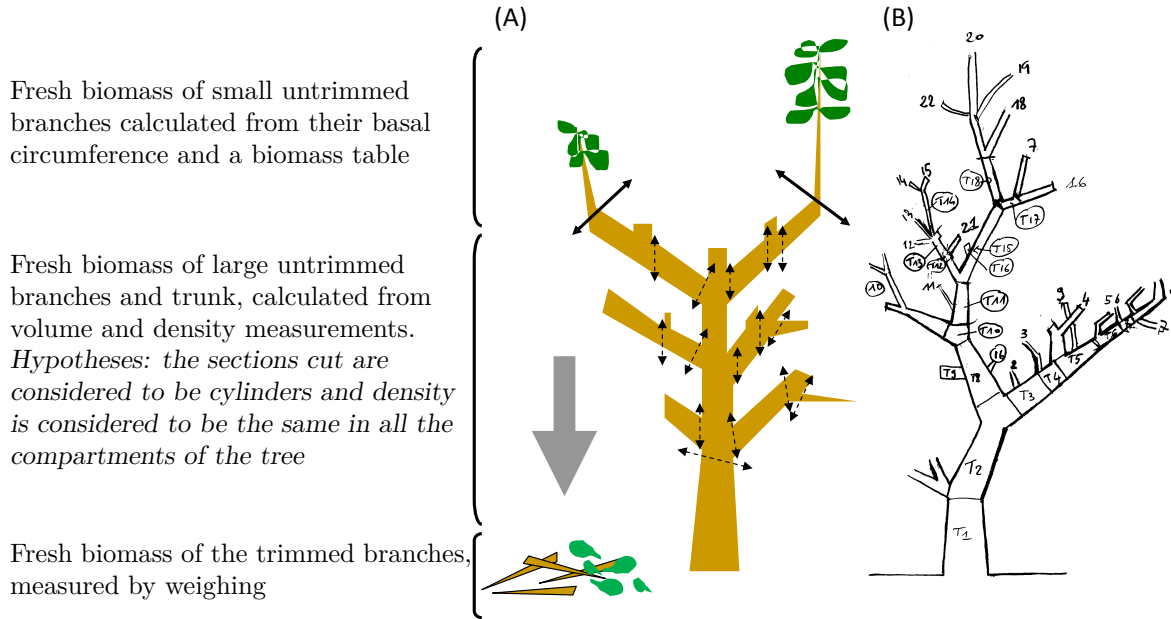 (A)
(B)
Fresh biomass of small untrimmed
branches calculated from their basal
circumference and a biomass table
Fresh biomass of large untrimmed
branches and trunk, calculated from
volume and density measurements.
Hypotheses: the sections cut are
considered to be cylinders and density
is considered to be the same in all the
compartments of the tree
Fresh biomass of the trimmed branches,
measured by weighing
20
19
22
18
7
16
T18
T17
15
14
T14
13
12
21
T13
T12
T15
T16
11
T11
10
T10
9
4
5 6
7
3
T5
T4
16
2
T9
T8
T3
T2
T1